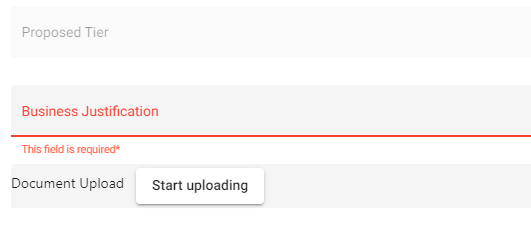 Proposed Tier
Business Justification
This field is required*
Document Upload Start uploading